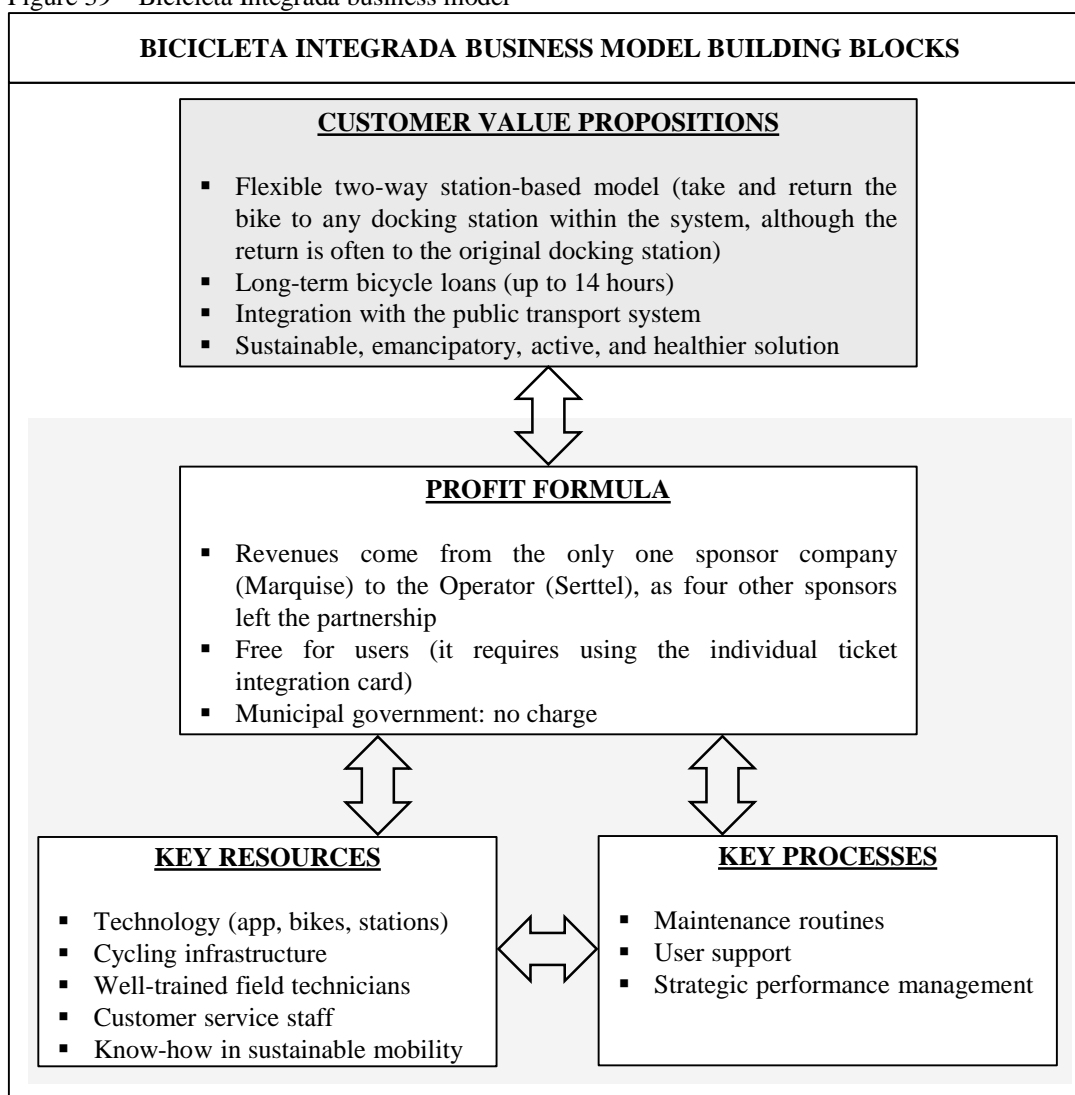 Figure 39 – Bicicleta Integrada business model
BICICLETA INTEGRADA BUSINESS MODEL BUILDING BLOCKS
CUSTOMER VALUE PROPOSITIONS
▪ Flexible two-way station-based model (take and return the
bike to any docking station within the system, although the
return is often to the original docking station)
▪ Long-term bicycle loans (up to 14 hours)
▪ Integration with the public transport system
▪ Sustainable, emancipatory, active, and healthier solution
PROFIT FORMULA
▪ Revenues come from the only one sponsor company
(Marquise) to the Operator (Serttel), as four other sponsors
left the partnership
▪ Free for users (it requires using the individual ticket
integration card)
▪ Municipal government: no charge
KEY RESOURCES
▪ Technology (app, bikes, stations)
▪ Cycling infrastructure
▪ Well-trained field technicians
▪ Customer service staff
▪ Know-how in sustainable mobility
KEY PROCESSES
▪ Maintenance routines
▪ User support
▪ Strategic performance management